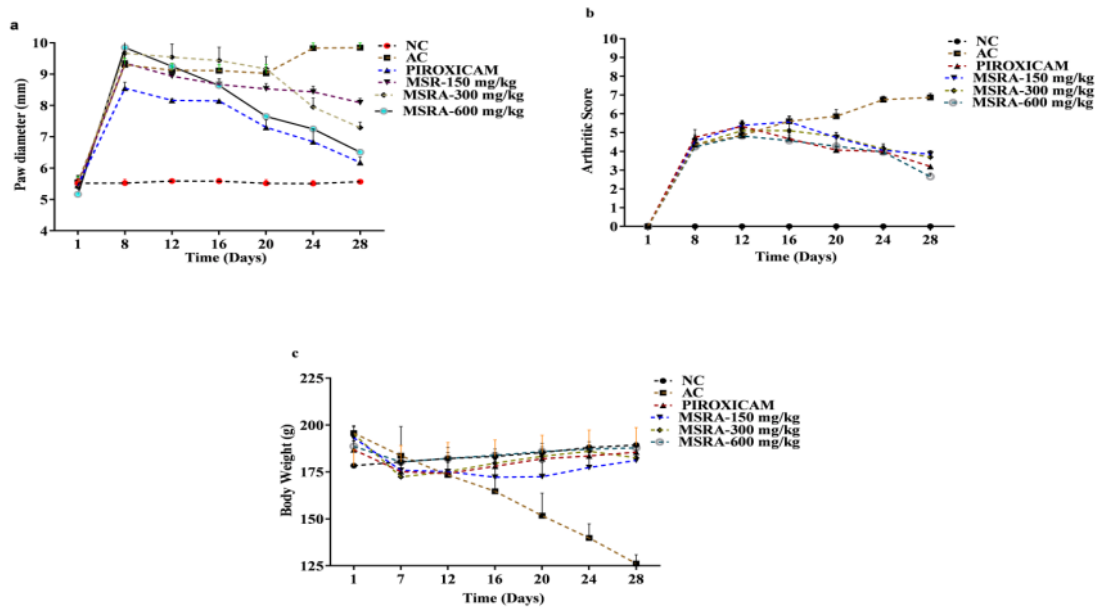 a
Paw diameter (mm)
10
9
8
7
6
5
4
1 8 12 16 20 24 28
Time (Days)
NC
AC
PIROXICAM
MSR-150 mg/kg
MSRA-300 mg/kg
MSRA-600 mg/kg
b
Arthritic Score
10
9
8
7
6
5
4
3
2
1
0
1 8 12 16 20 24 28
Time (Days)
NC
AC
PIROXICAM
MSRA-150 mg/kg
MSRA-300 mg/kg
MSRA-600 mg/kg
c
Body Weight (g)
225
200
175
150
125
1 7 12 16 20 24 28
Time (Days)
NC
AC
PIROXICAM
MSRA-150 mg/kg
MSRA-300 mg/kg
MSRA-600 mg/kg